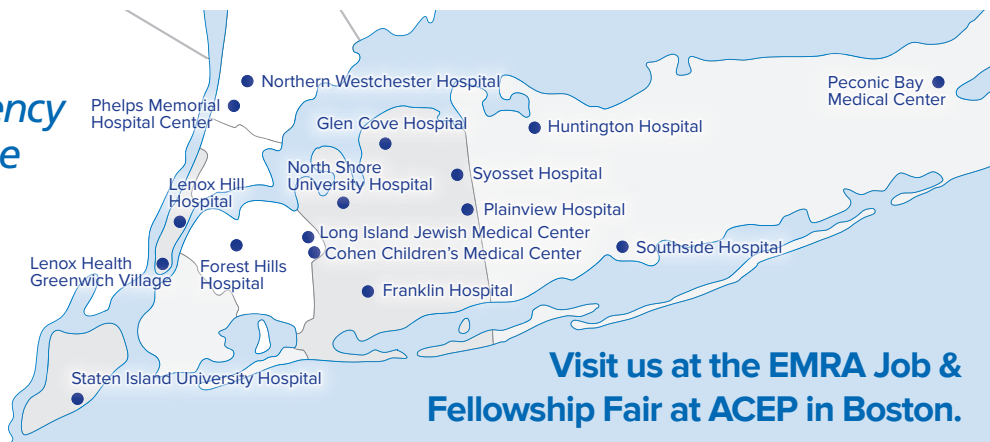 ency
e
Northern Westchester Hospital
Phelps Memorial
Hospital Center
Peconic Bay
Medical Center
Glen Cove Hospital
Huntington Hospital
North Shore
University Hospital
Syosset Hospital
Lenox Hill
Hospital
Plainview Hospital
Long Island Jewish Medical Center
Cohen Children's Medical Center
Southside Hospital
Lenox Health
Greenwich Village
Forest Hills
Hospital
Franklin Hospital
Staten Island University Hospital
Visit us at the EMRA Job &
Fellowship Fair at ACEP in Boston.